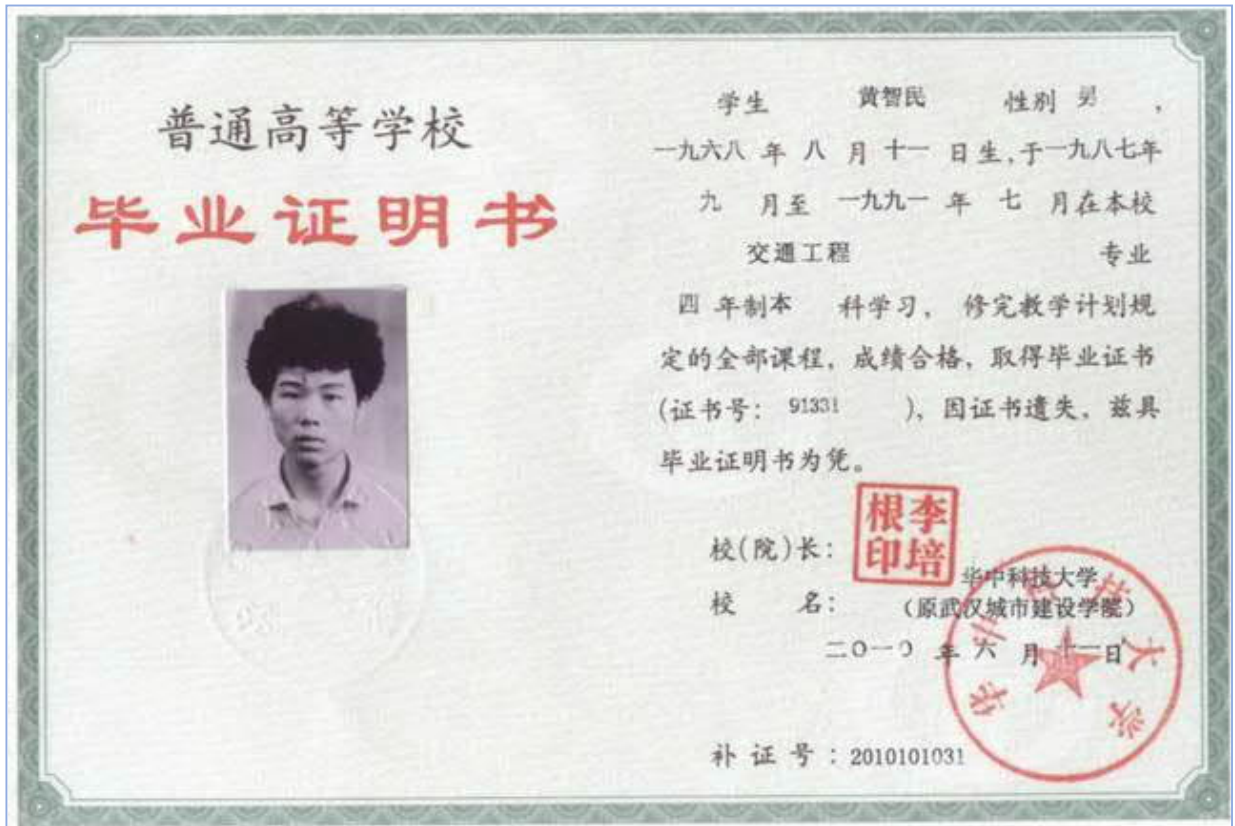 普通高等学校
毕业证明书
学生 黄智民 性别 男 ,
一九六八 年 八 月 十一 日生,于一九八七年
九 月至 一九九一 年 七 月在本校
交通工程 专业
四 年制本 科学习, 修完教学计划规
定的全部课程, 成绩合格, 取得毕业证书
(证书号: 91331 ), 因证书遗失, 兹具
毕业证明书为凭。
校(院)长: 李培根印
校 名: 华中科技大学
(原武汉城市建设学院)
二〇一〇 年 六 月 十一日
华中科技大学
补 证 号 : 2010101031